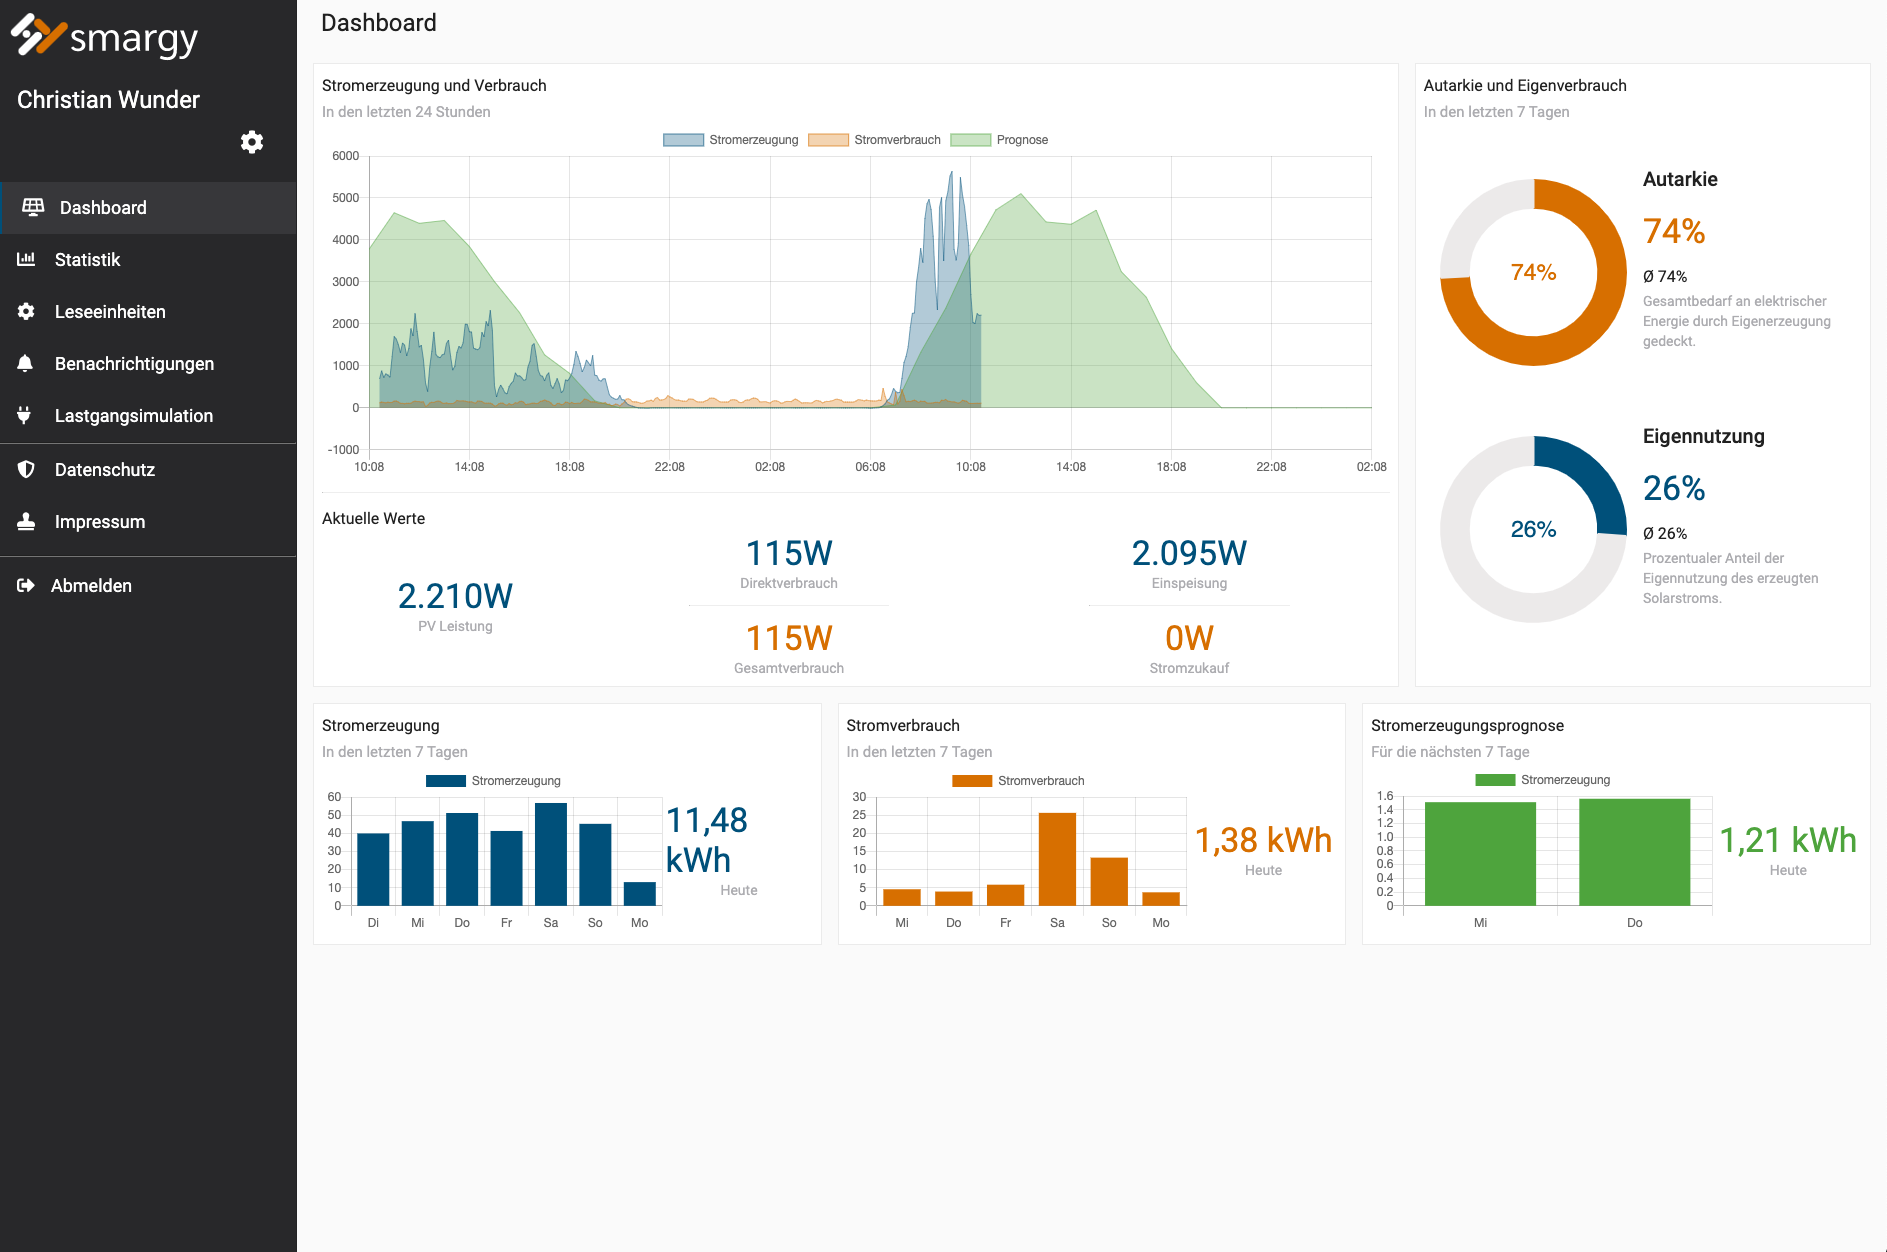 smargy
Christian Wunder
Dashboard
Statistik
Leseeinheiten
Benachrichtigungen
Lastgangsimulation
Datenschutz
Impressum
Abmelden
Dashboard
Stromerzeugung und Verbrauch
In den letzten 24 Stunden
Stromerzeugung Stromverbrauch Prognose
6000
5000
4000
3000
2000
1000
0
-1000
10:08 14:08 18:08 22:08 02:08 06:08 10:08 14:08 18:08 22:08 02:08
Aktuelle Werte
2.210W
PV Leistung
115W
Direktverbrauch
115W
Gesamtverbrauch
2.095W
Einspeisung
0W
Stromzukauf
Autarkie und Eigenverbrauch
In den letzten 7 Tagen
74%
Autarkie
74%
Ø 74%
Gesamtbedarf an elektrischer
Energie durch Eigenerzeugung
gedeckt.
26%
Eigennutzung
26%
Ø 26%
Prozentualer Anteil der
Eigennutzung des erzeugten
Solarstroms.
Stromerzeugung
In den letzten 7 Tagen
Stromerzeugung
60
50
40
30
20
10
0
Di Mi Do Fr Sa So Mo
11,48
kWh
Heute
Stromverbrauch
In den letzten 7 Tagen
Stromverbrauch
30
25
20
15
10
5
0
Mi Do Fr Sa So Mo
1,38 kWh
Heute
Stromerzeugungsprognose
Für die nächsten 7 Tage
Stromerzeugung
1.6
1.4
1.2
1.0
0.8
0.6
0.4
0.2
0
Mi Do
1,21 kWh
Heute